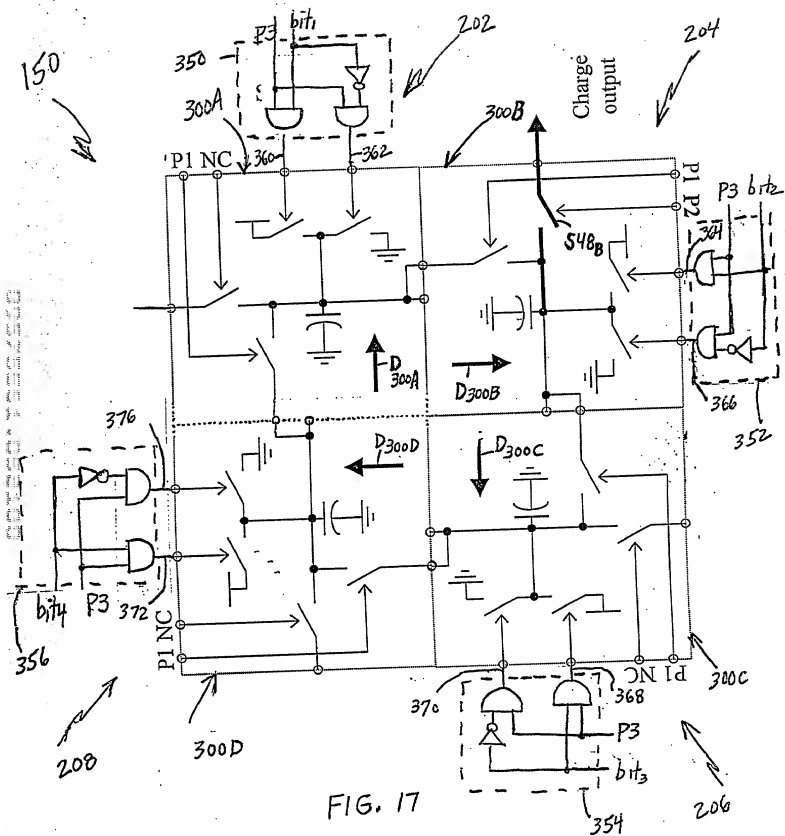 P3 bit1
202
350
204
150
Charge
output
300A
300B
P1 NC
360
362
P1
P2
P3 bit2
364
548B
D300A
D300B
366
352
376
D300D
D300C
bit4 P3
372
356
P1 NC
370
368
P1 NC
300C
300D
P3
208
bit3
206
FIG. 17
354